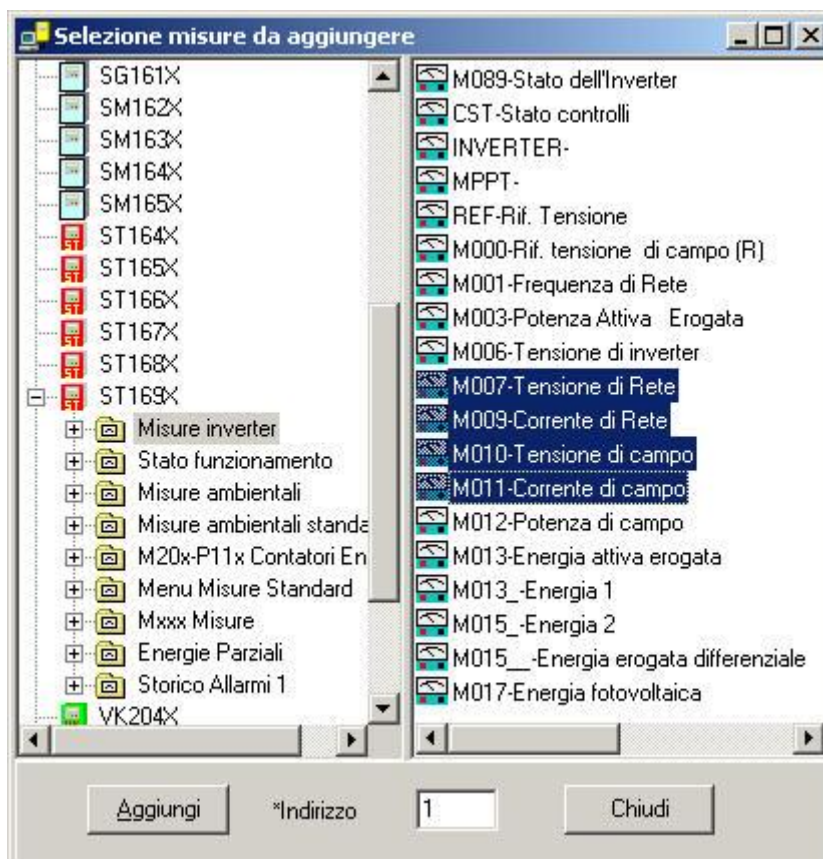 Selezione misure da aggiungere
SG161X
SM162X
SM163X
SM164X
SM165X
ST164X
ST165X
ST166X
ST167X
ST168X
ST169X
Misure inverter
Stato funzionamento
Misure ambientali
Misure ambientali standa
M20x-P11x Contatori En
Menu Misure Standard
Mxxx Misure
Energie Parziali
Storico Allarmi 1
VK204X
M089-Stato dell'Inverter
CST-Stato controlli
INVERTER-
MPPT-
REF-Rif. Tensione
M000-Rif. tensione di campo (R)
M001-Frequenza di Rete
M003-Potenza Attiva Erogata
M006-Tensione di inverter
M007-Tensione di Rete
M009-Corrente di Rete
M010-Tensione di campo
M011-Corrente di campo
M012-Potenza di campo
M013-Energia attiva erogata
M013_-Energia 1
M015_-Energia 2
M015__-Energia erogata differenziale
M017-Energia fotovoltaica
Aggiungi *Indirizzo 1 Chiudi